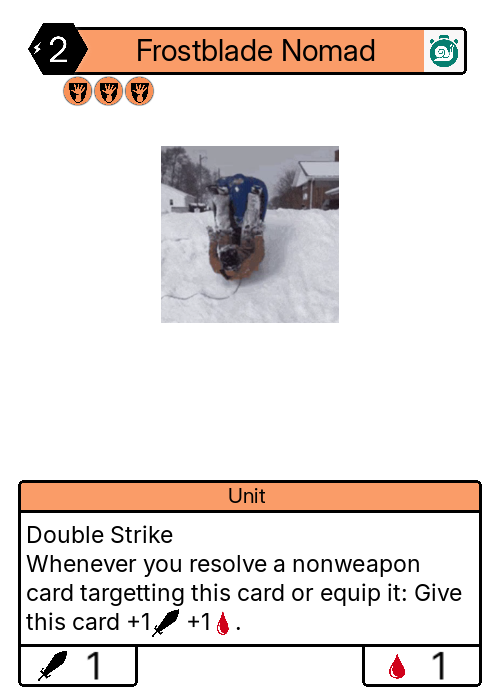 2 Frostblade Nomad
Unit
Double Strike
Whenever you resolve a nonweapon
card targetting this card or equip it: Give
this card +1 +1 .
1 1